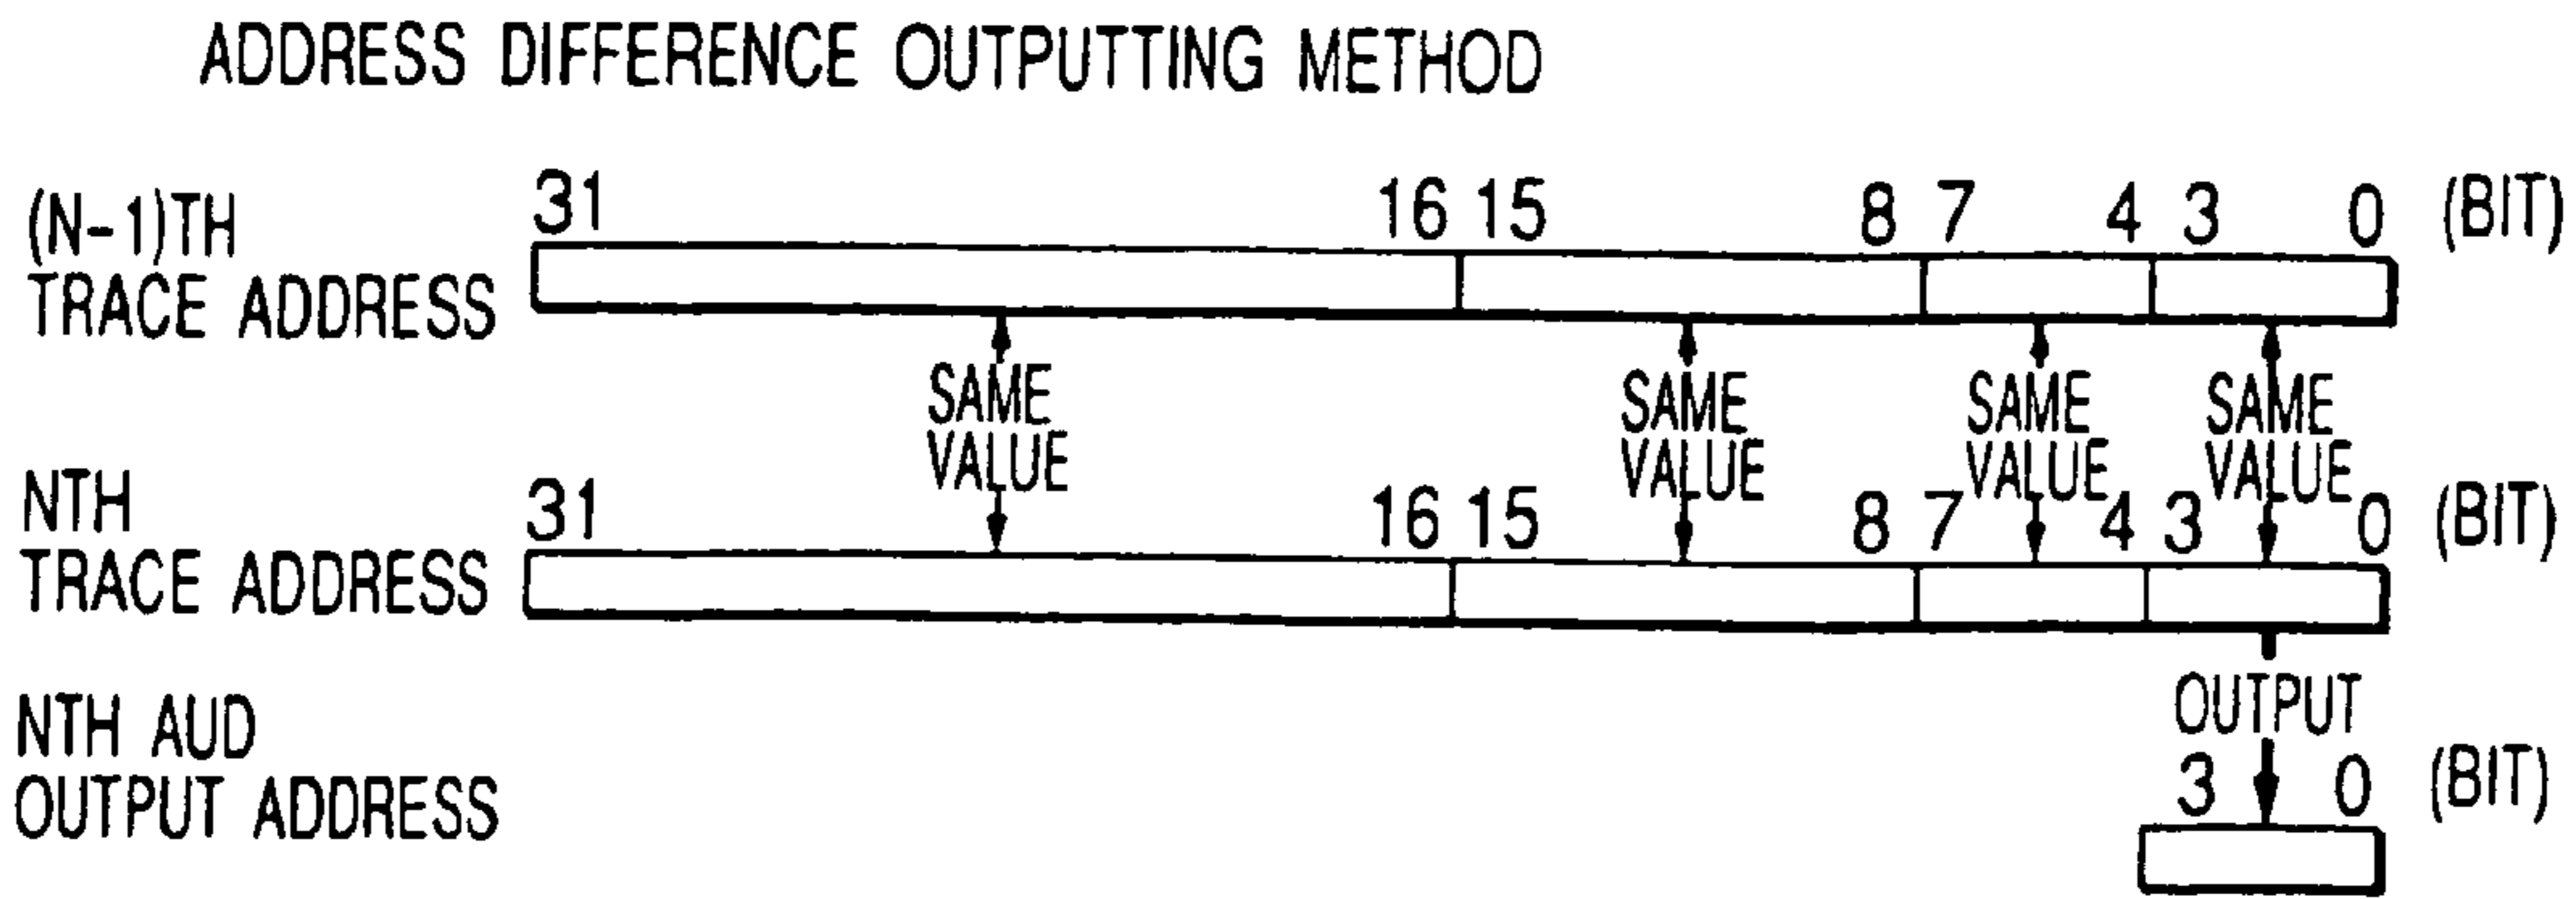 ADDRESS DIFFERENCE OUTPUTTING METHOD
(N-1)TH
TRACE ADDRESS
31 16 15 8 7 4 3 0 (BIT)
SAME
VALUE
SAME
VALUE
SAME
VALUE
SAME
VALUE
NTH
TRACE ADDRESS
31 16 15 8 7 4 3 0 (BIT)
OUTPUT
NTH AUD
OUTPUT ADDRESS
3 0 (BIT)